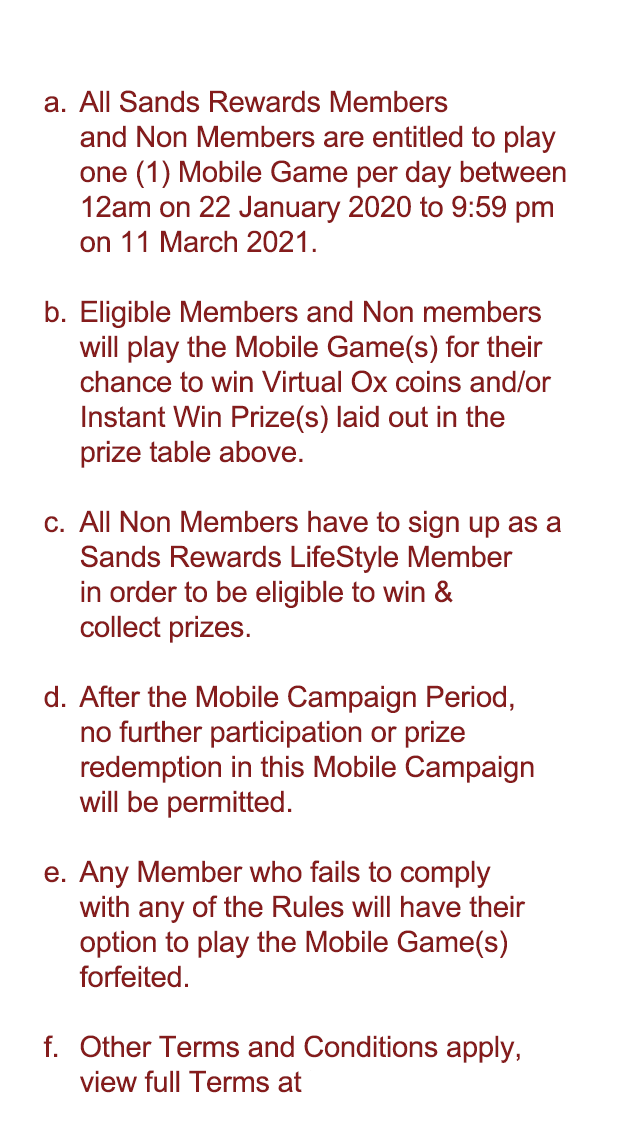 a. All Sands Rewards Members
and Non Members are entitled to play
one (1) Mobile Game per day between
12am on 22 January 2020 to 9:59 pm
on 11 March 2021.
b. Eligible Members and Non members
will play the Mobile Game(s) for their
chance to win Virtual Ox coins and/or
Instant Win Prize(s) laid out in the
prize table above.
c. All Non Members have to sign up as a
Sands Rewards LifeStyle Member
in order to be eligible to win &
collect prizes.
d. After the Mobile Campaign Period,
no further participation or prize
redemption in this Mobile Campaign
will be permitted.
e. Any Member who fails to comply
with any of the Rules will have their
option to play the Mobile Game(s)
forfeited.
f. Other Terms and Conditions apply,
view full Terms at